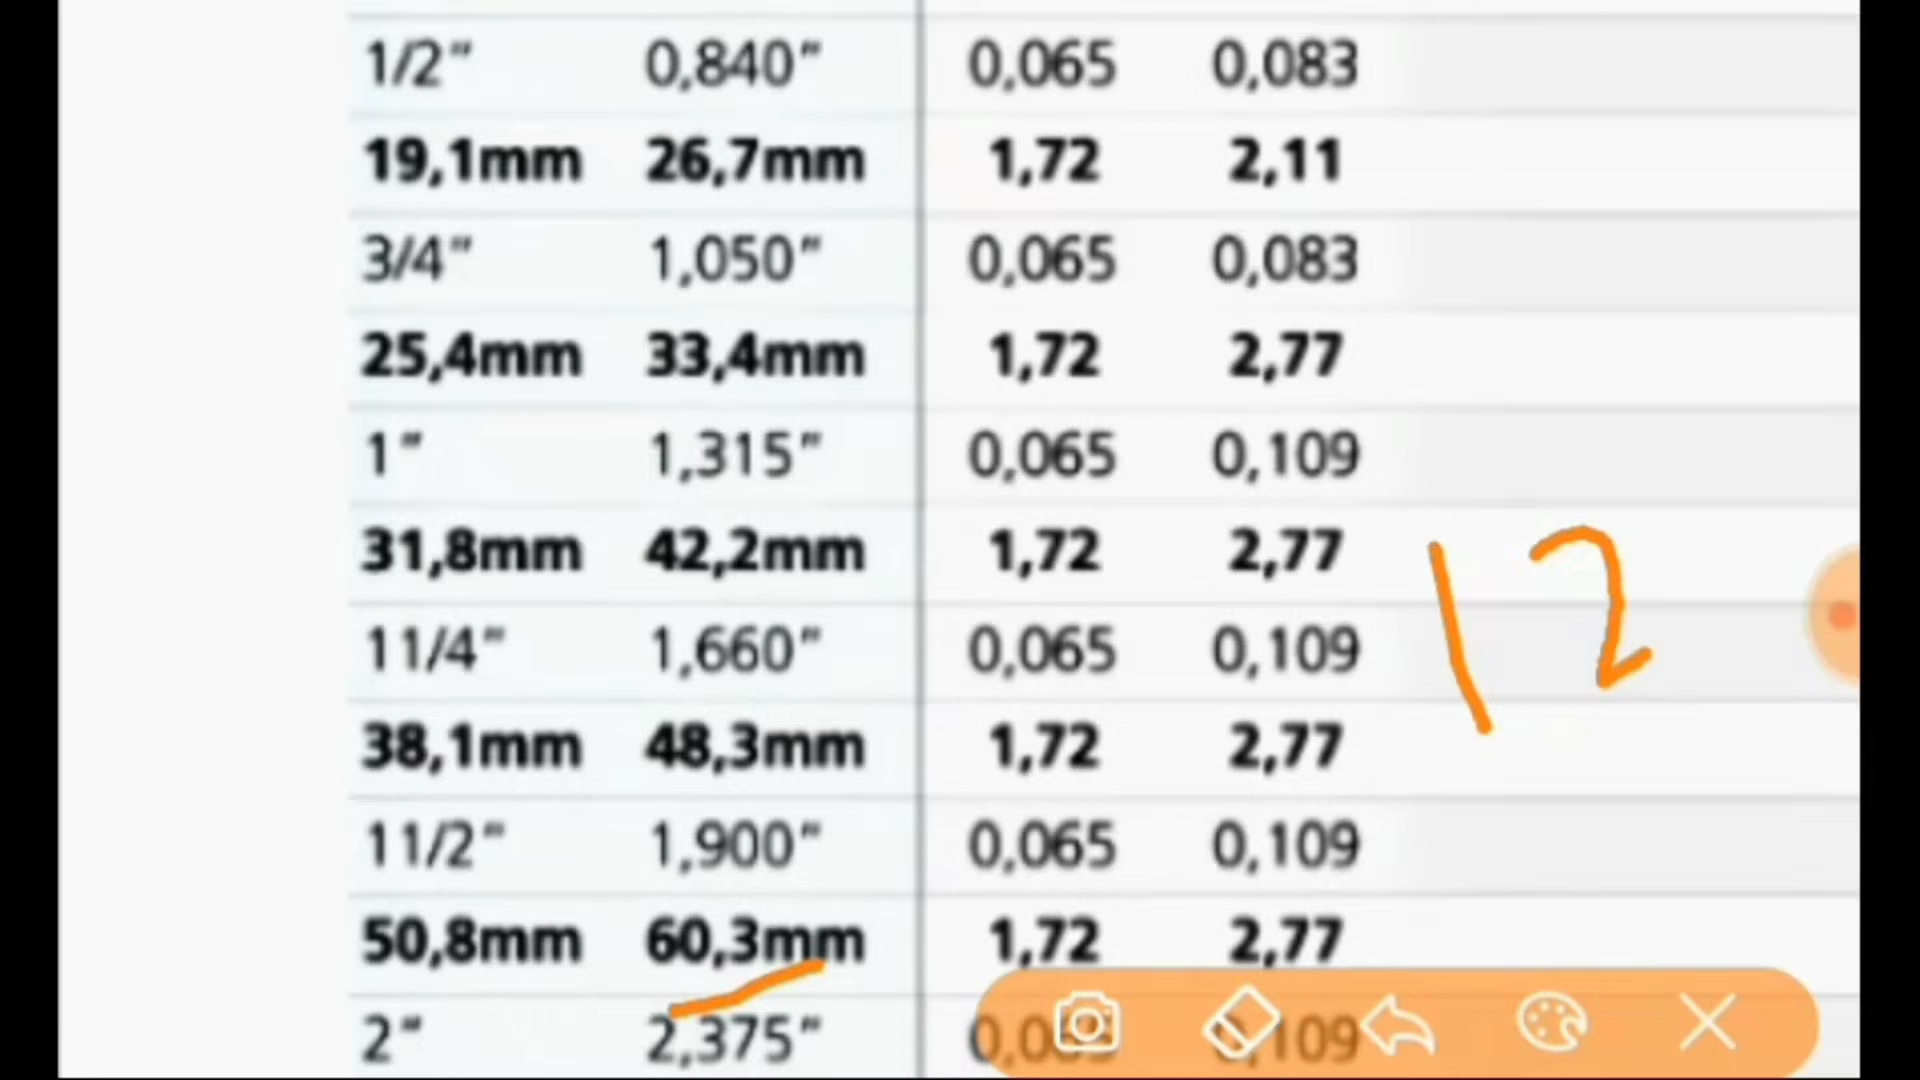 1/2" 0,840" 0,065 0,083
19,1mm 26,7mm 1,72 2,11
3/4" 1,050" 0,065 0,083
25,4mm 33,4mm 1,72 2,77
1" 1,315" 0,065 0,109
31,8mm 42,2mm 1,72 2,77
12
11/4" 1,660" 0,065 0,109
38,1mm 48,3mm 1,72 2,77
11/2" 1,900" 0,065 0,109
50,8mm 60,3mm 1,72 2,77
2" 2,375" 0,065 0,109